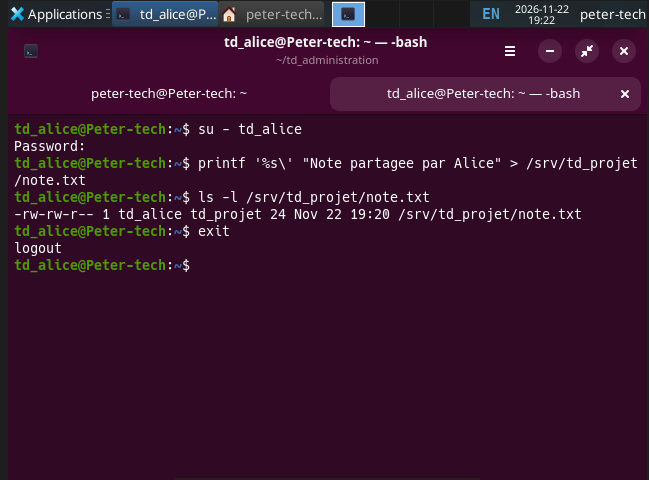 Applications
td_alice@P...
peter-tech...
EN
2026-11-22
19:22
peter-tech
td_alice@Peter-tech: ~ — -bash
~/td_administration
peter-tech@Peter-tech: ~
td_alice@Peter-tech: ~ — -bash
td_alice@Peter-tech:~$ su - td_alice
Password:
td_alice@Peter-tech:~$ printf '%s\' "Note partagee par Alice" > /srv/td_projet
/note.txt
td_alice@Peter-tech:~$ ls -l /srv/td_projet/note.txt
-rw-rw-r-- 1 td_alice td_projet 24 Nov 22 19:20 /srv/td_projet/note.txt
td_alice@Peter-tech:~$ exit
logout
td_alice@Peter-tech:~$